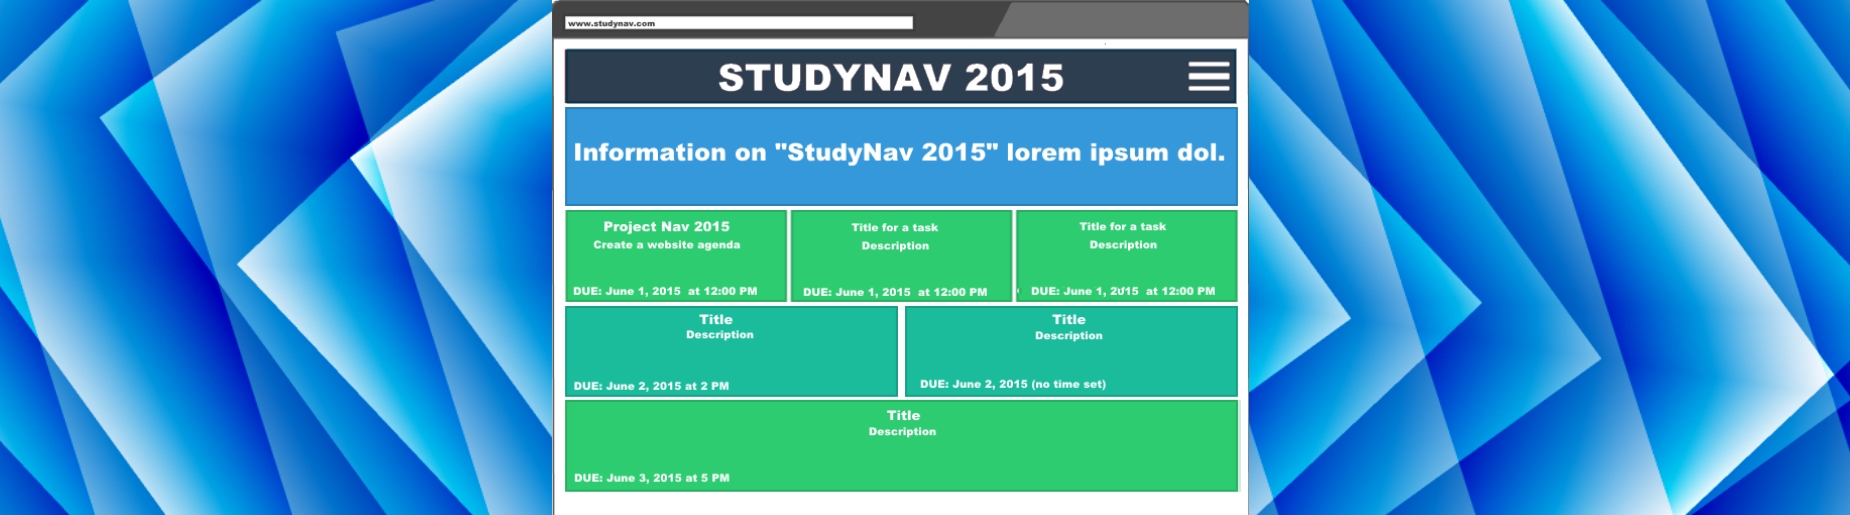 www.studynav.com
STUDYNAV 2015
Information on "StudyNav 2015" lorem ipsum dol.
Project Nav 2015
Create a website agenda
DUE: June 1, 2015 at 12:00 PM
Title for a task
Description
DUE: June 1, 2015 at 12:00 PM
Title for a task
Description
DUE: June 1, 2015 at 12:00 PM
Title
Description
DUE: June 2, 2015 at 2 PM
Title
Description
DUE: June 2, 2015 (no time set)
Title
Description
DUE: June 3, 2015 at 5 PM